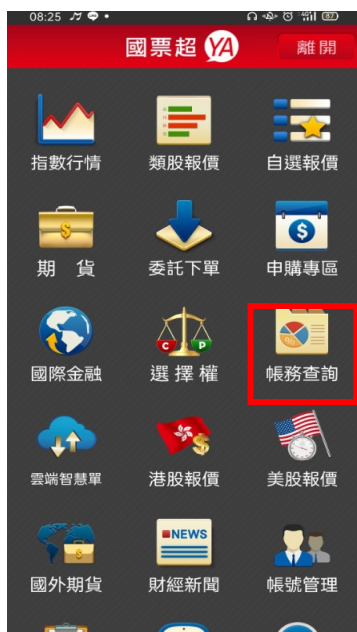 08:25
87
國票超 YA
離開
指數行情 類股報價 自選報價
$ $
期 貨 委託下單 申購專區
C P %
國際金融 選擇權 帳務查詢
$
雲端智慧單 港股報價 美股報價
NEWS
國外期貨 財經新聞 帳號管理